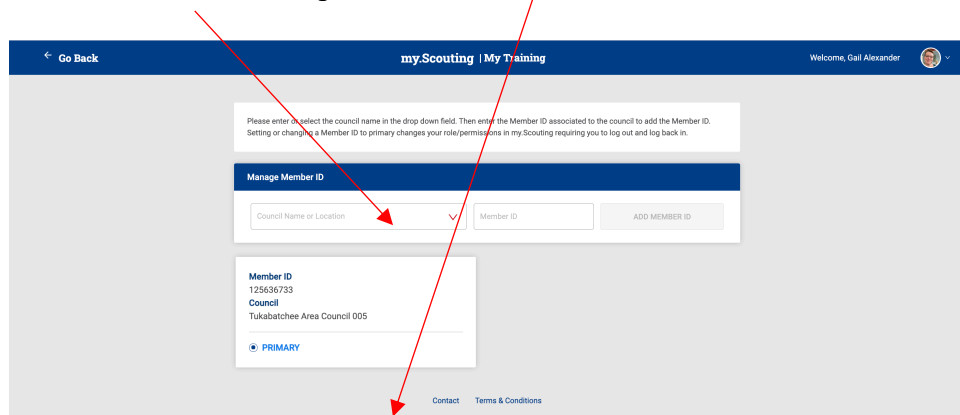 ← Go Back
my.Scouting | My Training
Welcome, Gail Alexander
Please enter or select the council name in the drop down field. Then enter the Member ID associated to the council to add the Member ID.
Setting or changing a Member ID to primary changes your role/permissions in my.Scouting requiring you to log out and log back in.
Manage Member ID
Council Name or Location
Member ID
ADD MEMBER ID
Member ID
125636733
Council
Tukabatchee Area Council 005
PRIMARY
Contact
Terms & Conditions